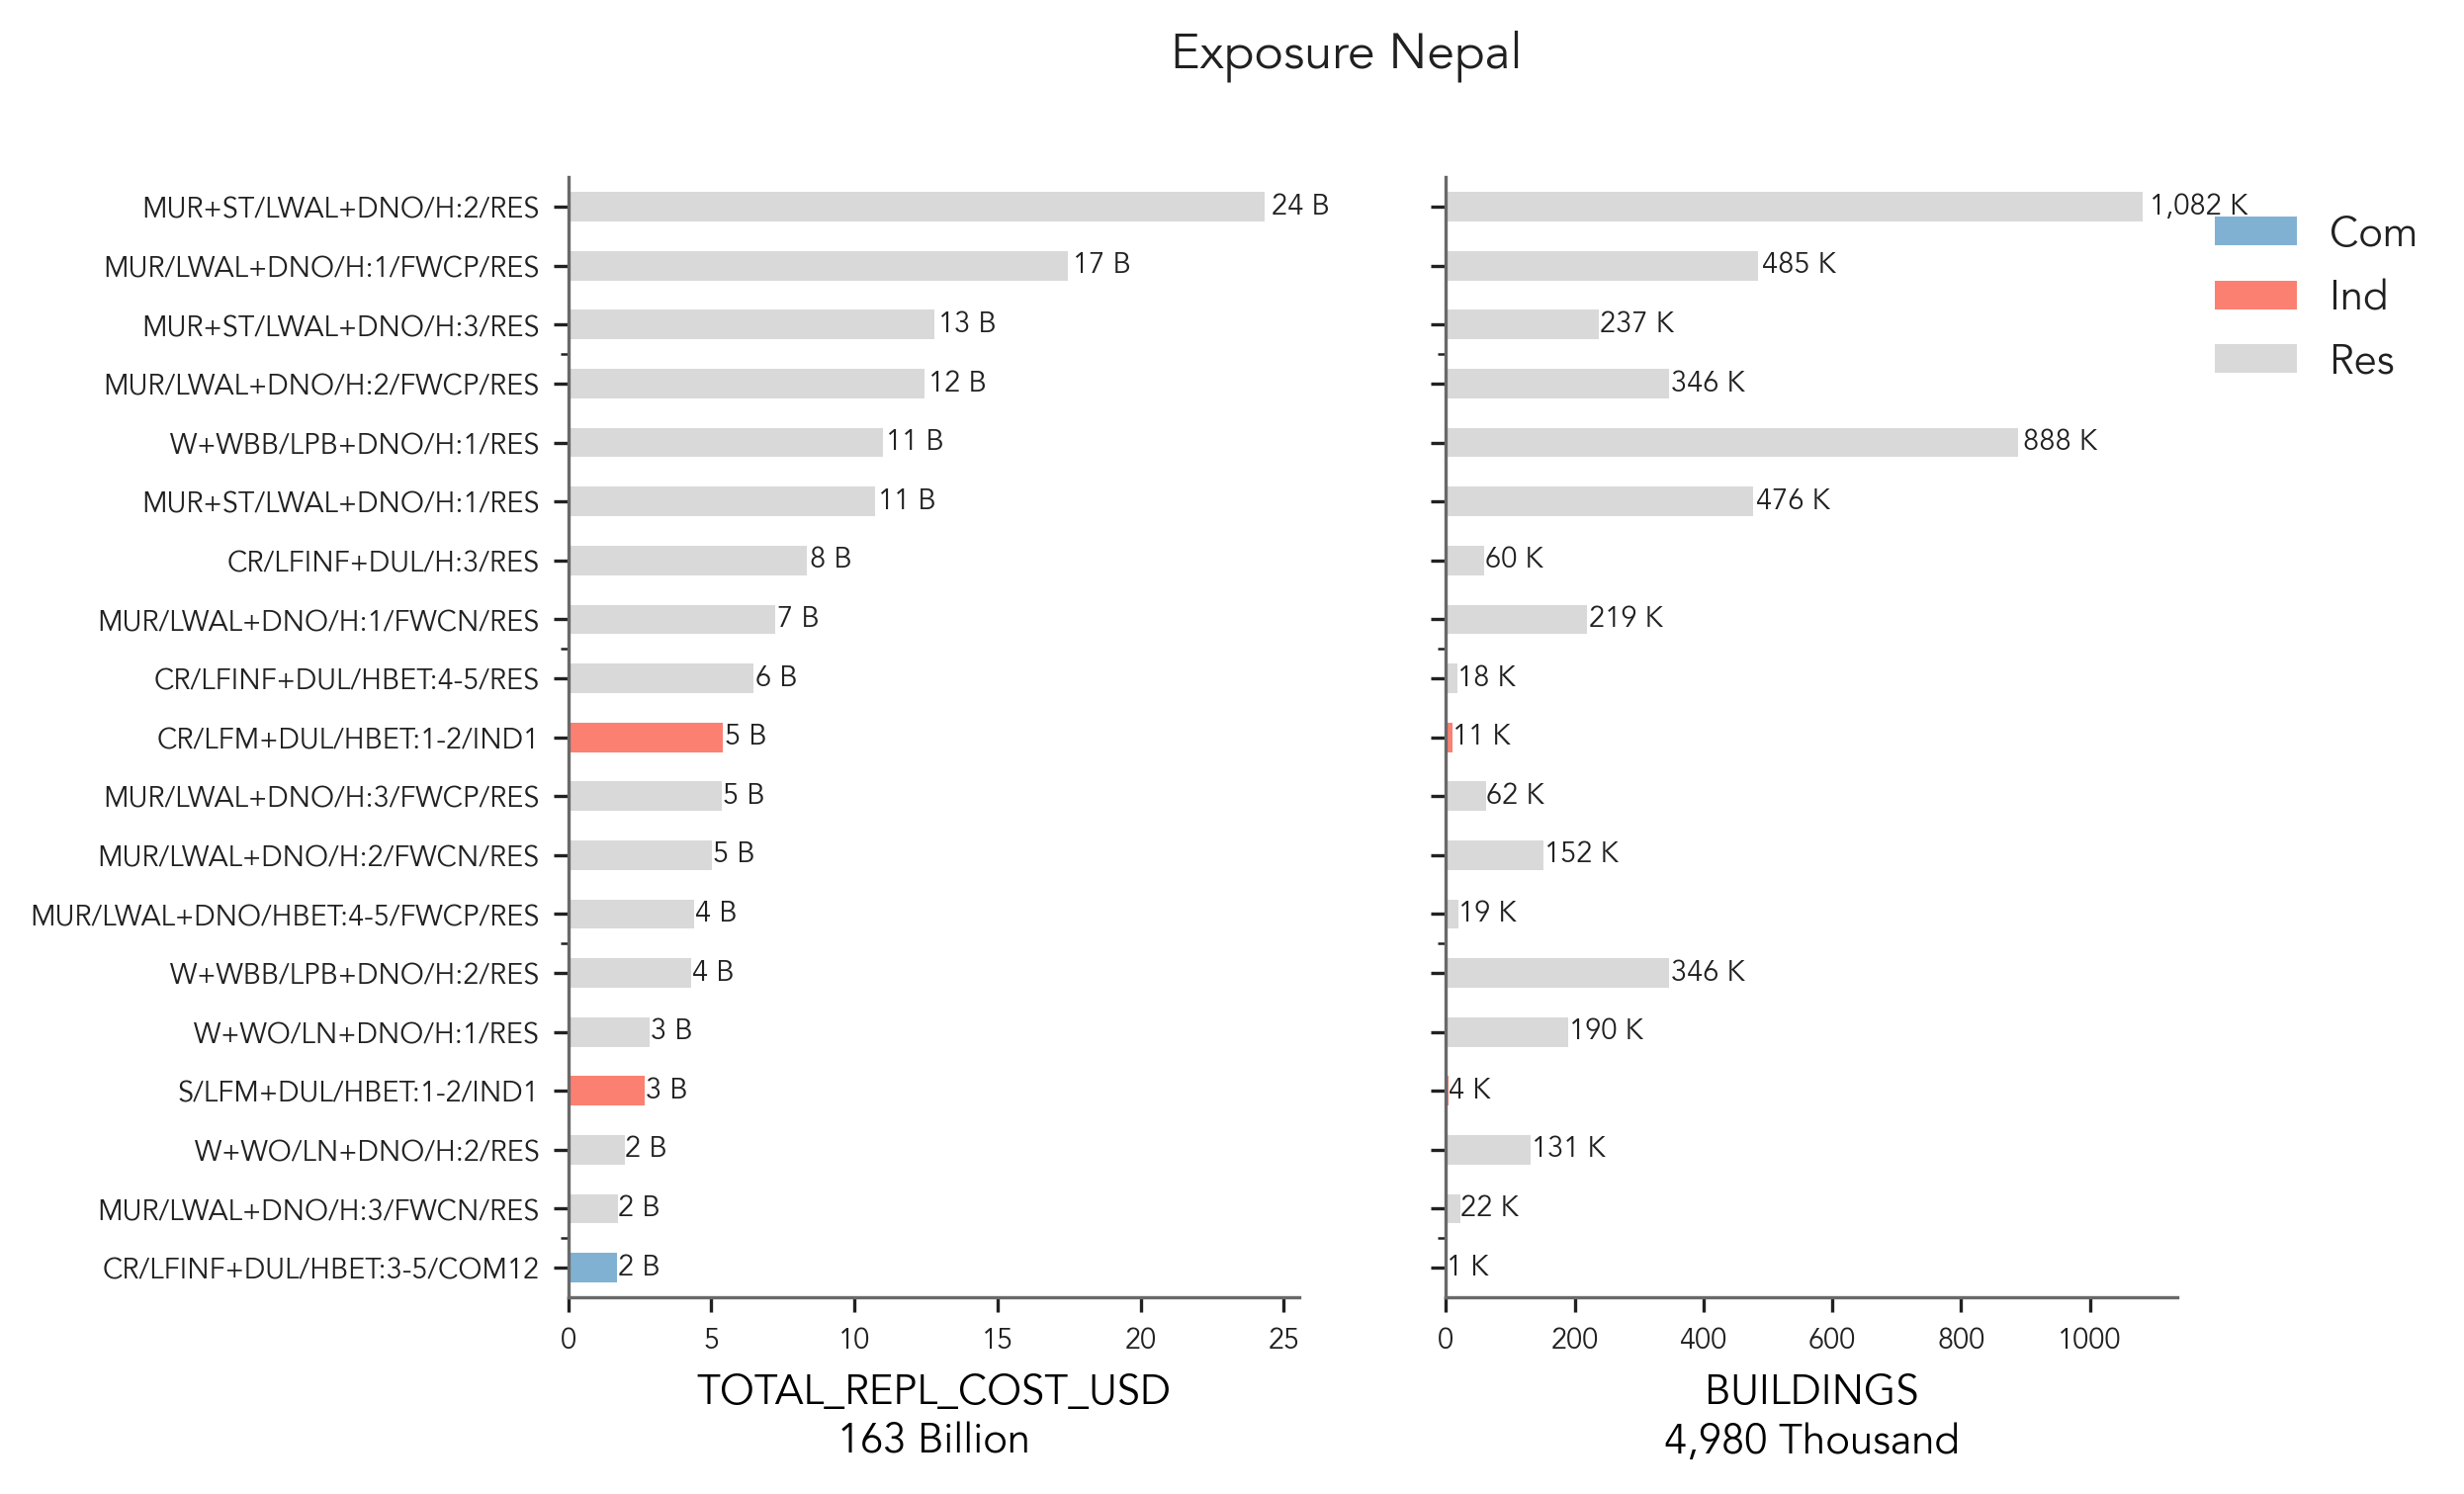 Exposure Nepal
MUR+ST/LWAL+DNO/H:2/RES 24 B 1,082 K
MUR/LWAL+DNO/H:1/FWCP/RES 17 B 485 K
MUR+ST/LWAL+DNO/H:3/RES 13 B 237 K
MUR/LWAL+DNO/H:2/FWCP/RES 12 B 346 K
W+WBB/LPB+DNO/H:1/RES 11 B 888 K
MUR+ST/LWAL+DNO/H:1/RES 11 B 476 K
CR/LFINF+DUL/H:3/RES 8 B 60 K
MUR/LWAL+DNO/H:1/FWCN/RES 7 B 219 K
CR/LFINF+DUL/HBET:4-5/RES 6 B 18 K
CR/LFM+DUL/HBET:1-2/IND1 5 B 11 K
MUR/LWAL+DNO/H:3/FWCP/RES 5 B 62 K
MUR/LWAL+DNO/H:2/FWCN/RES 5 B 152 K
MUR/LWAL+DNO/HBET:4-5/FWCP/RES 4 B 19 K
W+WBB/LPB+DNO/H:2/RES 4 B 346 K
W+WO/LN+DNO/H:1/RES 3 B 190 K
S/LFM+DUL/HBET:1-2/IND1 3 B 4 K
W+WO/LN+DNO/H:2/RES 2 B 131 K
MUR/LWAL+DNO/H:3/FWCN/RES 2 B 22 K
CR/LFINF+DUL/HBET:3-5/COM12 2 B 1 K
0 5 10 15 20 25
TOTAL_REPL_COST_USD
163 Billion
0 200 400 600 800 1000
BUILDINGS
4,980 Thousand
Com
Ind
Res